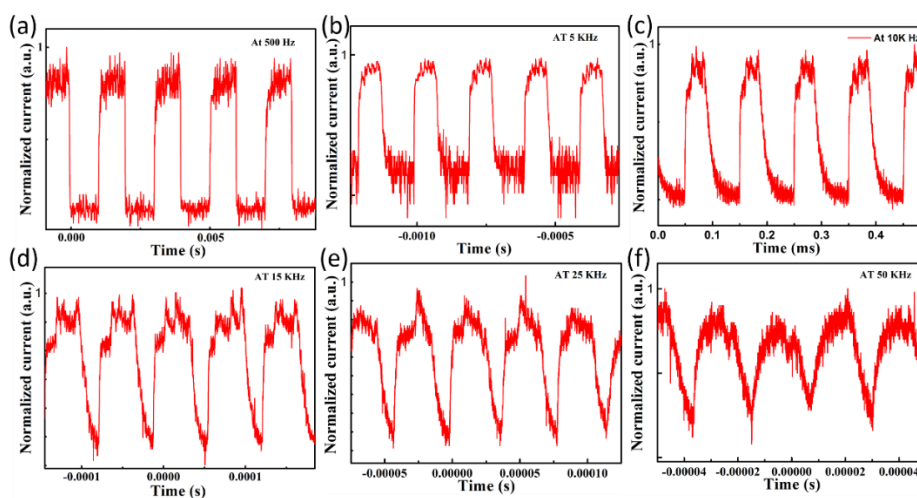 (a)
At 500 Hz
1
Normalized current (a.u.)
0.000 0.005
Time (s)
(b)
AT 5 KHz
1
Normalized current (a.u.)
-0.0010 -0.0005
Time (s)
(c)
At 10K Hz
1
Normalized current (a.u.)
0.0 0.1 0.2 0.3 0.4
Time (ms)
(d)
AT 15 KHz
1
Normalized current (a.u.)
-0.0001 0.0000 0.0001
Time (s)
(e)
AT 25 KHz
1
Normalized current (a.u.)
-0.00005 0.00000 0.00005 0.00010
Time (s)
(f)
AT 50 KHz
1
Normalized current (a.u.)
-0.00004 -0.00002 0.00000 0.00002 0.00004
Time (s)